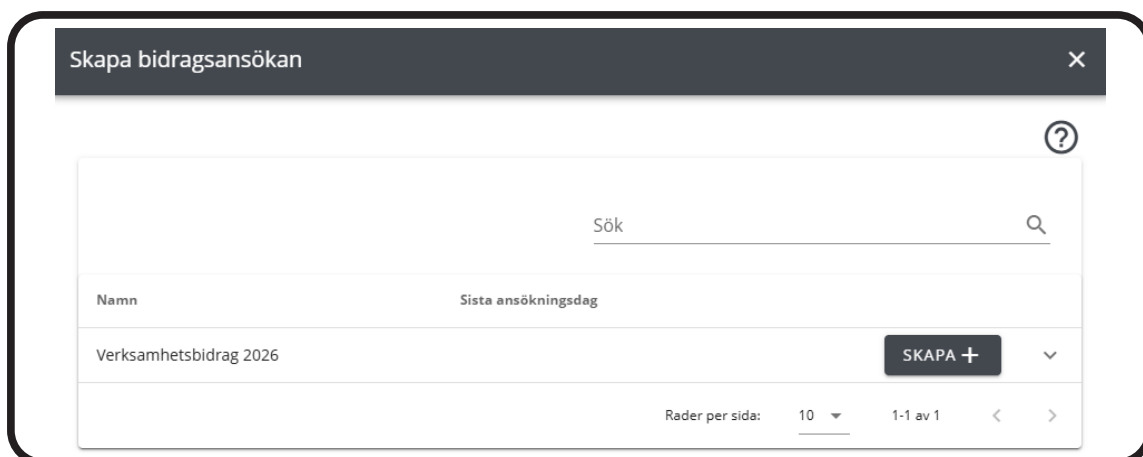 Skapa bidragsansökan
Sök
Namn Sista ansökningsdag
Verksamhetsbidrag 2026 SKAPA +
Rader per sida: 10 1-1 av 1